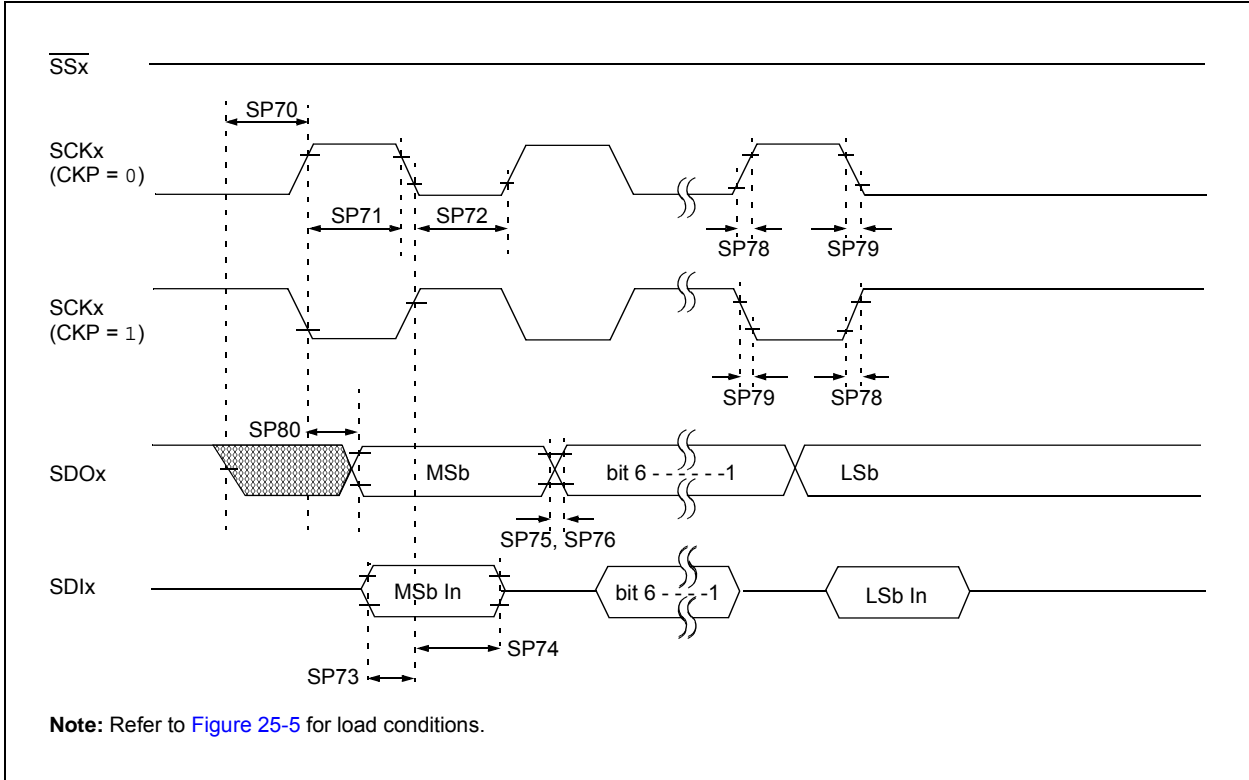 SSx
SP70
SCKx
(CKP = 0)
SP71
SP72
SP78
SP79
SCKx
(CKP = 1)
SP79
SP78
SP80
SDOx
MSb
bit 6 - - - - - -1
LSb
SP75, SP76
SDIx
MSb In
bit 6 - - - -1
LSb In
SP74
SP73
Note: Refer to Figure 25-5 for load conditions.